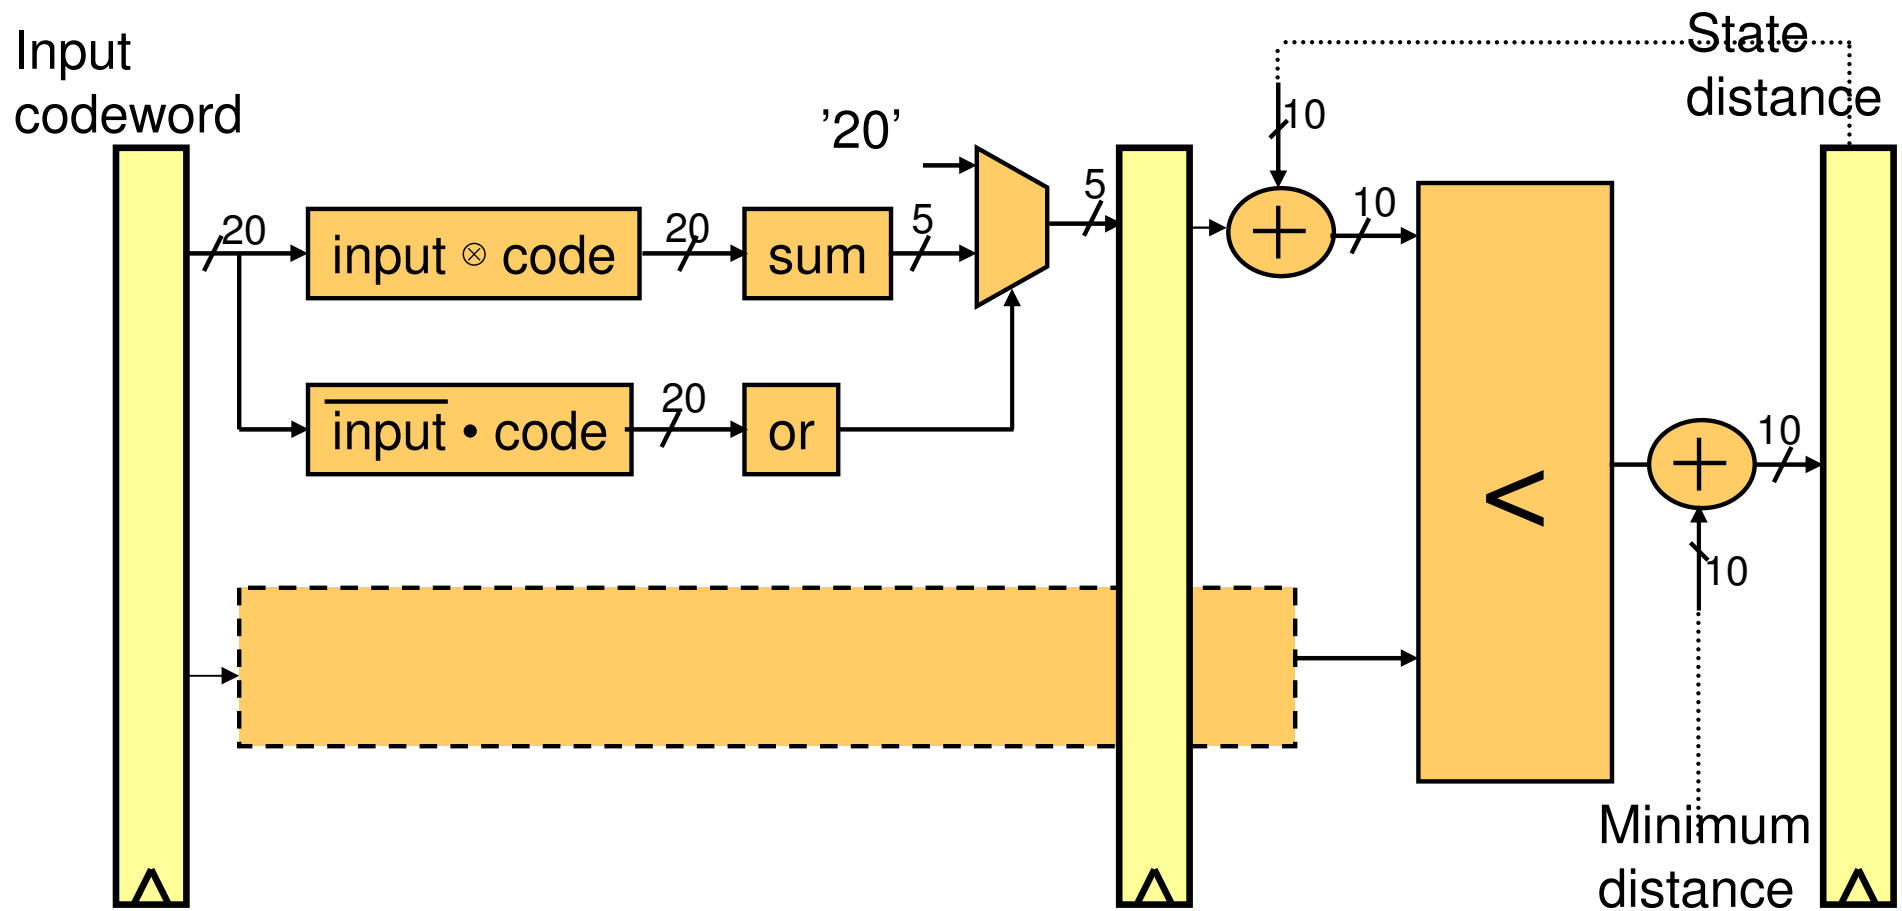 Input
codeword
State
distance
’20’
10
20
input ⊗ code
20
sum
5
5
+
10
input • code
20
or
<
+
10
10
Minimum
distance